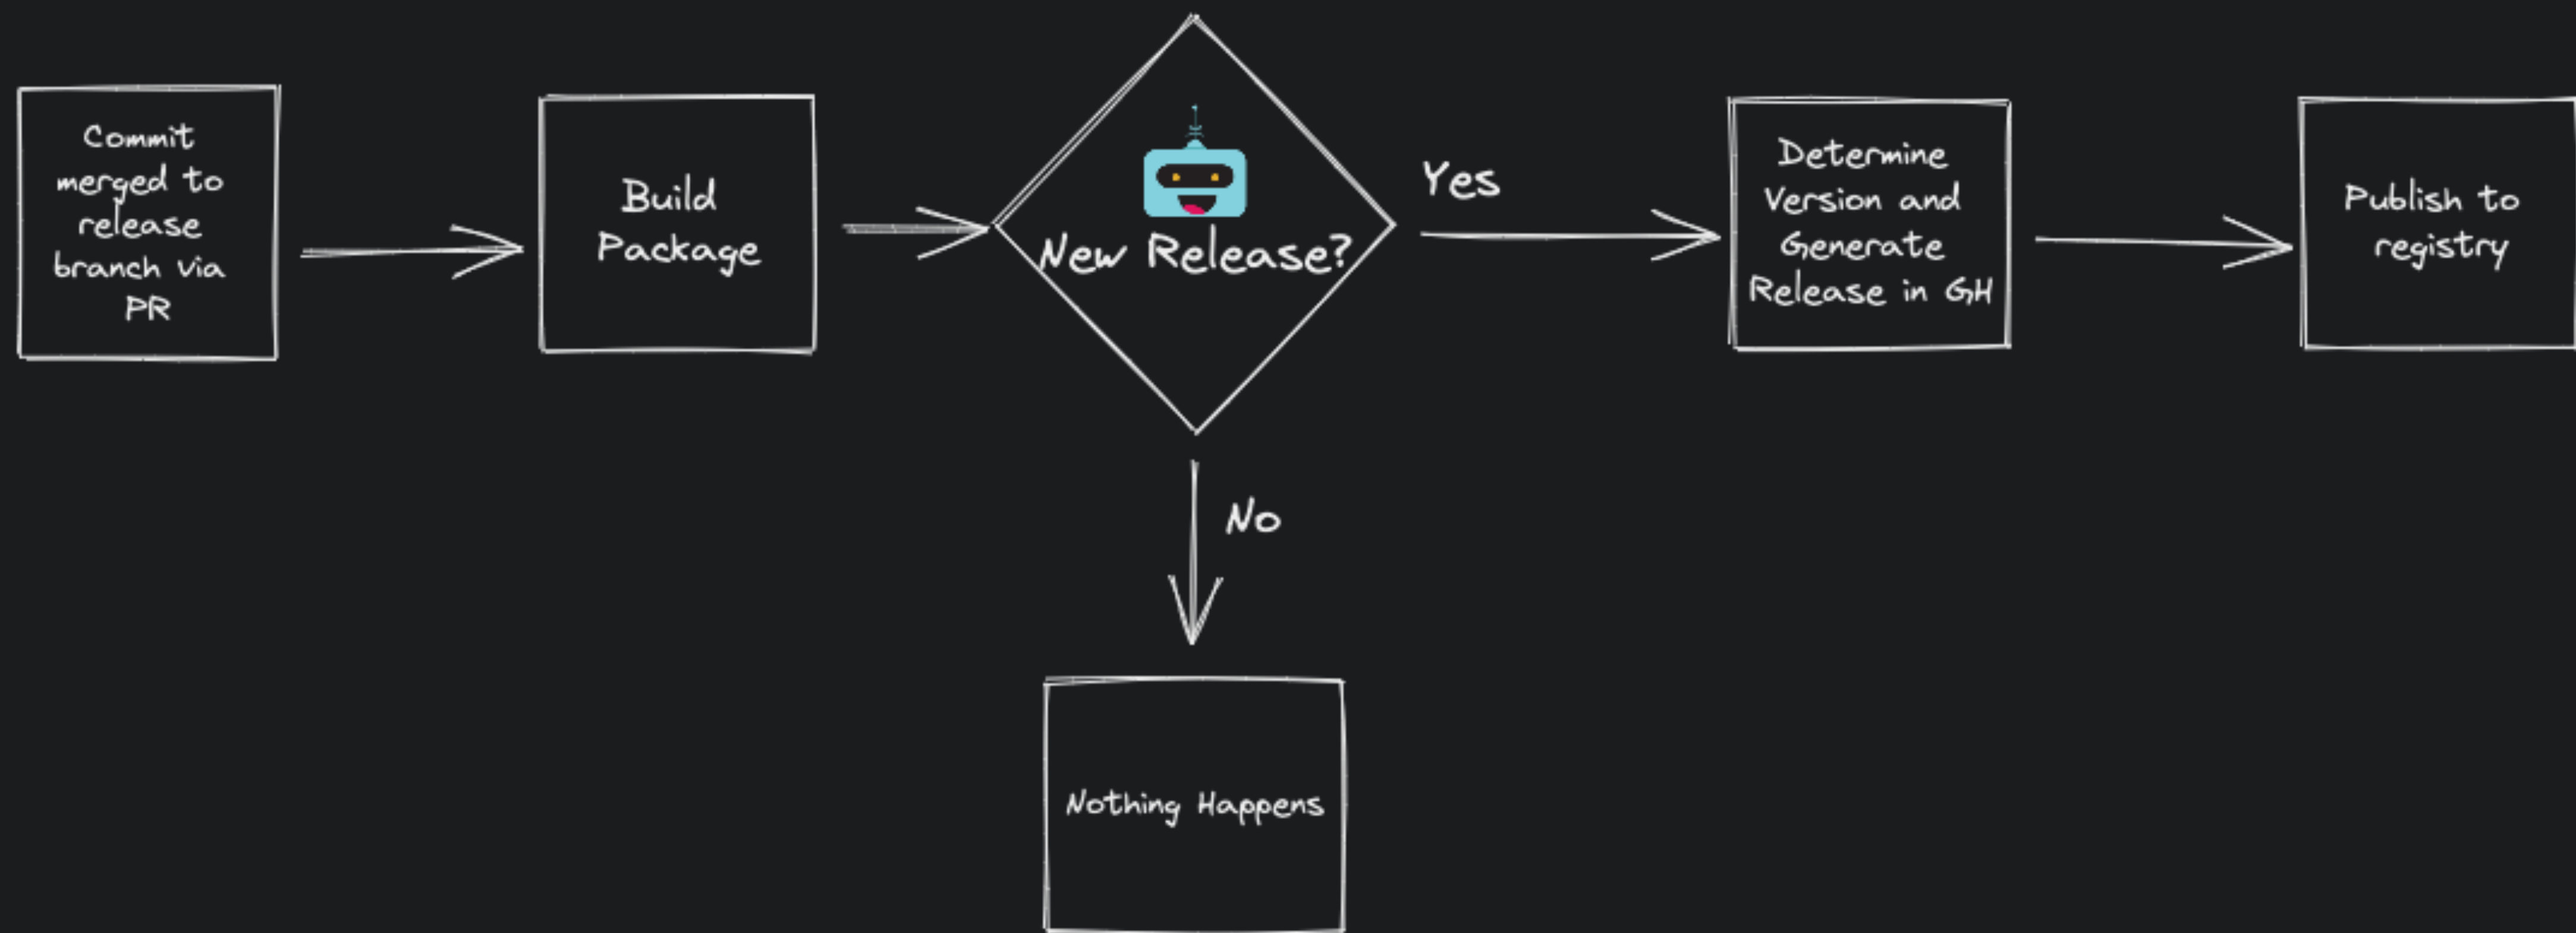 Commit
merged to
release
branch via
PR
Build
Package
New Release?
Yes
Determine
Version and
Generate
Release in GH
Publish to
registry
No
Nothing Happens